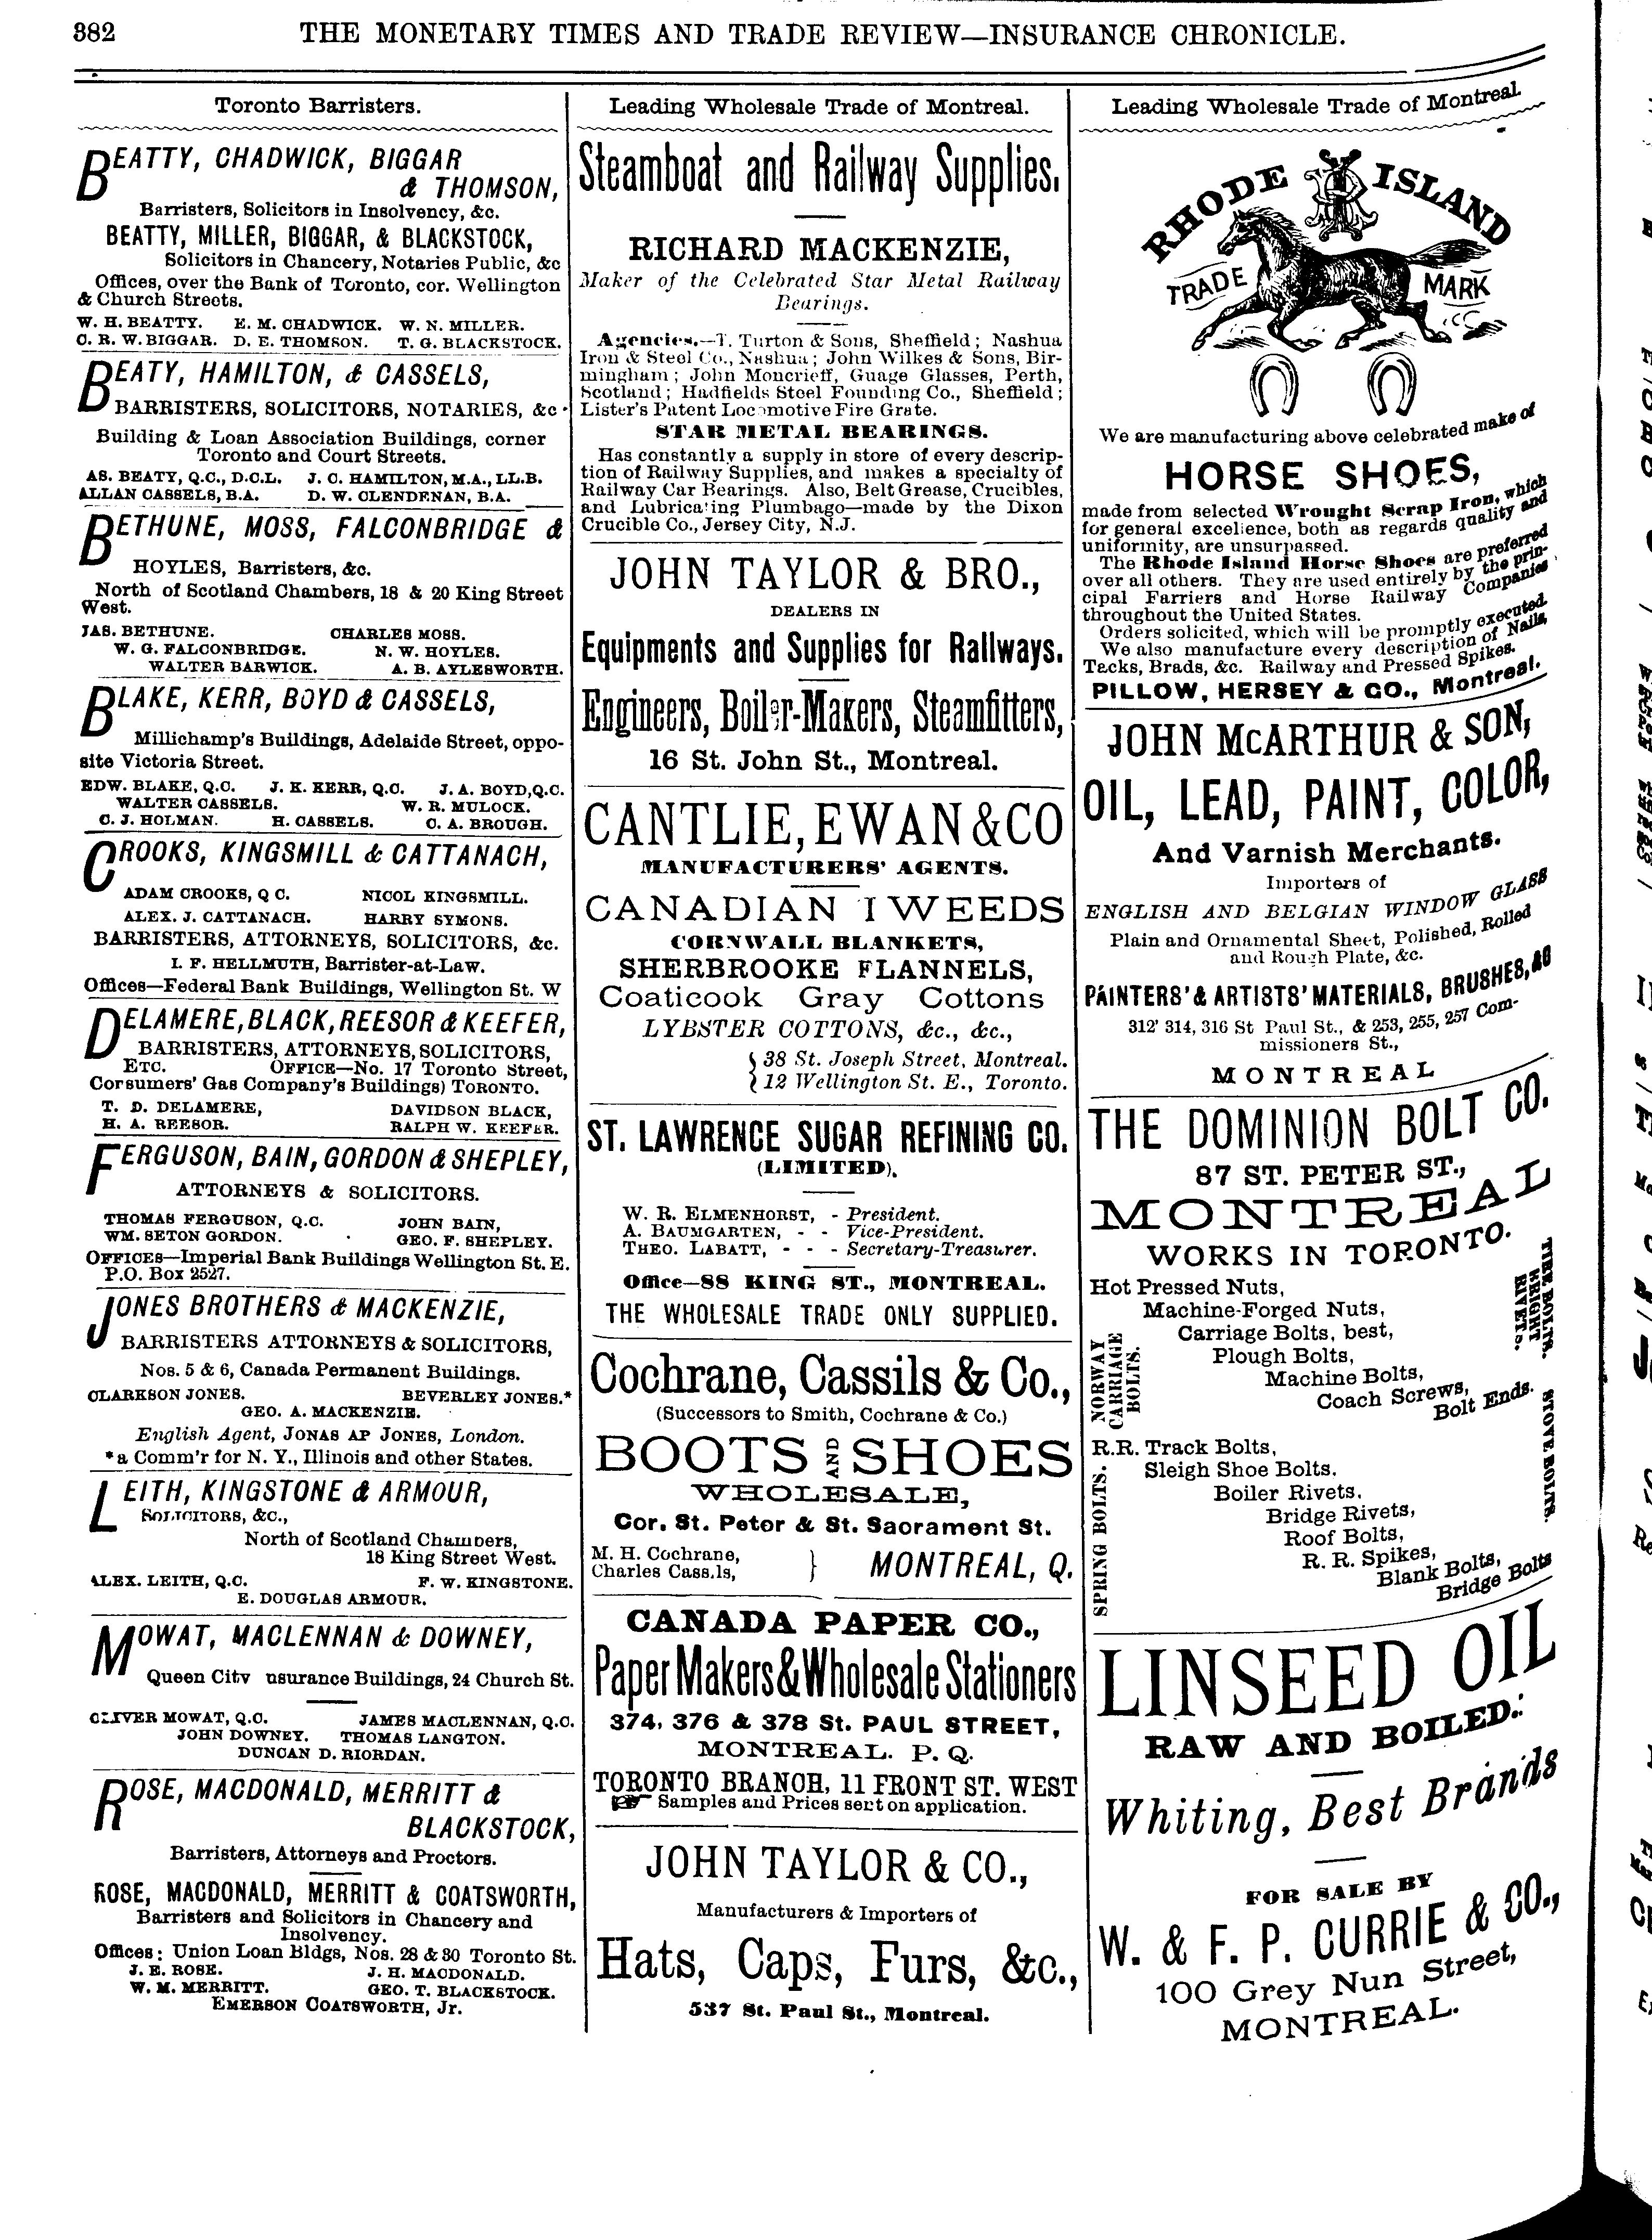 382
THE MONETARY TIMES AND TRADE REVIEW—INSURANCE CHRONICLE.
Toronto Barristers.
BEATTY, CHADWICK, BIGGAR
& THOMSON,
Barristers, Solicitors in Insolvency, &c.
BEATTY, MILLER, BIGGAR, & BLACKSTOCK,
Solicitors in Chancery, Notaries Public, &c
Offices, over the Bank of Toronto, cor. Wellington
& Church Streets.
W. H. BEATTY. E. M. CHADWICK. W. N. MILLER.
C. R. W. BIGGAR. D. E. THOMSON. T. G. BLACKSTOCK.
BEATY, HAMILTON, & CASSELS,
BARRISTERS, SOLICITORS, NOTARIES, &c.
Building & Loan Association Buildings, corner
Toronto and Court Streets.
AS. BEATY, Q.C., D.C.L. J. C. HAMILTON, M.A., LL.B.
ALLAN CASSELS, B.A. D. W. CLENDENAN, B.A.
BETHUNE, MOSS, FALCONBRIDGE &
HOYLES, Barristers, &c.
North of Scotland Chambers, 18 & 20 King Street
West.
JAS. BETHUNE. CHARLES MOSS.
W. G. FALCONBRIDGE. N. W. HOYLES.
WALTER BARWICK. A. B. AYLESWORTH.
BLAKE, KERR, BOYD & CASSELS,
Millichamp's Buildings, Adelaide Street, oppo-
site Victoria Street.
EDW. BLAKE, Q.C. J. K. KERR, Q.C. J. A. BOYD, Q.C.
WALTER CASSELS. W. R. MULOCK.
C. J. HOLMAN. H. CASSELS. C. A. BROUGH.
CROOKS, KINGSMILL & CATTANACH,
ADAM CROOKS, Q C. NICOL KINGSMILL.
ALEX. J. CATTANACH. HARRY SYMONS.
BARRISTERS, ATTORNEYS, SOLICITORS, &c.
I. F. HELLMUTH, Barrister-at-Law.
Offices—Federal Bank Buildings, Wellington St. W
DELAMERE, BLACK, REESOR & KEEFER,
BARRISTERS, ATTORNEYS, SOLICITORS,
ETC. OFFICE—No. 17 Toronto Street,
Consumers' Gas Company's Buildings) TORONTO.
T. D. DELAMERE, DAVIDSON BLACK,
H. A. REESOR. RALPH W. KEEFER.
FERGUSON, BAIN, GORDON & SHEPLEY,
ATTORNEYS & SOLICITORS.
THOMAS FERGUSON, Q.C. JOHN BAIN,
WM. SETON GORDON. GEO. F. SHEPLEY.
OFFICES—Imperial Bank Buildings Wellington St. E.
P.O. Box 2527.
JONES BROTHERS & MACKENZIE,
BARRISTERS ATTORNEYS & SOLICITORS,
Nos. 5 & 6, Canada Permanent Buildings.
CLARKSON JONES. BEVERLEY JONES.*
GEO. A. MACKENZIE.
English Agent, JONAS AP JONES, London.
*a Comm'r for N. Y., Illinois and other States.
LEITH, KINGSTONE & ARMOUR,
SOLICITORS, &C.,
North of Scotland Chambers,
18 King Street West.
ALEX. LEITH, Q.C. F. W. KINGSTONE.
E. DOUGLAS ARMOUR.
MOWAT, MACLENNAN & DOWNEY,
Queen City nsurance Buildings, 24 Church St.
OLIVER MOWAT, Q.C. JAMES MACLENNAN, Q.C.
JOHN DOWNEY. THOMAS LANGTON.
DUNCAN D. RIORDAN.
ROSE, MACDONALD, MERRITT &
BLACKSTOCK,
Barristers, Attorneys and Proctors.
ROSE, MACDONALD, MERRITT & COATSWORTH,
Barristers and Solicitors in Chancery and
Insolvency.
Offices: Union Loan Bldgs, Nos. 28 & 30 Toronto St.
J. E. ROSE. J. H. MACDONALD.
W. M. MERRITT. GEO. T. BLACKSTOCK.
EMERSON COATSWORTH, Jr.
Leading Wholesale Trade of Montreal.
Steamboat and Railway Supplies.
RICHARD MACKENZIE,
Maker of the Celebrated Star Metal Railway
Bearings.
Agencies.—T. Turton & Sons, Sheffield; Nashua
Iron & Steel Co., Nashua; John Wilkes & Sons, Bir-
mingham; John Moncrieff, Guage Glasses, Perth,
Scotland; Hadfields Steel Founding Co., Sheffield;
Lister's Patent Locomotive Fire Grate.
STAR METAL BEARINGS.
Has constantly a supply in store of every descrip-
tion of Railway Supplies, and makes a specialty of
Railway Car Bearings. Also, Belt Grease, Crucibles,
and Lubricating Plumbago—made by the Dixon
Crucible Co., Jersey City, N.J.
JOHN TAYLOR & BRO.,
DEALERS IN
Equipments and Supplies for Railways.
Engineers, Boiler-Makers, Steamfitters,
16 St. John St., Montreal.
CANTLIE, EWAN & CO
MANUFACTURERS' AGENTS.
CANADIAN TWEEDS
CORNWALL BLANKETS,
SHERBROOKE FLANNELS,
Coaticook Gray Cottons
LYBSTER COTTONS, &c., &c.,
38 St. Joseph Street, Montreal.
12 Wellington St. E., Toronto.
ST. LAWRENCE SUGAR REFINING CO.
(LIMITED).
W. R. ELMENHORST, - President.
A. BAUMGARTEN, - - Vice-President.
THEO. LABATT, - - - Secretary-Treasurer.
Office—88 KING ST., MONTREAL.
THE WHOLESALE TRADE ONLY SUPPLIED.
Cochrane, Cassils & Co.,
(Successors to Smith, Cochrane & Co.)
BOOTS AND SHOES
WHOLESALE,
Cor. St. Peter & St. Sacrament St.
M. H. Cochrane,
Charles Cassils, } MONTREAL, Q.
CANADA PAPER CO.,
Paper Makers & Wholesale Stationers
374, 376 & 378 St. PAUL STREET,
MONTREAL. P. Q.
TORONTO BRANCH, 11 FRONT ST. WEST
Samples and Prices sent on application.
JOHN TAYLOR & CO.,
Manufacturers & Importers of
Hats, Caps, Furs, &c.,
537 St. Paul St., Montreal.
Leading Wholesale Trade of Montreal.
RHODE ISLAND
TRADE MARK
We are manufacturing above celebrated make of
HORSE SHOES,
made from selected Wrought Scrap Iron, which
for general excellence, both as regards quality and
uniformity, are unsurpassed.
The Rhode Island Horse Shoes are preferred
over all others. They are used entirely by the prin-
cipal Farriers and Horse Railway Companies
throughout the United States.
Orders solicited, which will be promptly executed.
We also manufacture every description of Nails,
Tacks, Brads, &c. Railway and Pressed Spikes.
PILLOW, HERSEY & CO., Montreal.
JOHN McARTHUR & SON,
OIL, LEAD, PAINT, COLOR,
And Varnish Merchants.
Importers of
ENGLISH AND BELGIAN WINDOW GLASS
Plain and Ornamental Sheet, Polished, Rolled
and Rough Plate, &c.
PAINTERS' & ARTISTS' MATERIALS, BRUSHES, &C
312' 314, 316 St Paul St., & 253, 255, 257 Com-
missioners St.,
MONTREAL
THE DOMINION BOLT CO.
87 ST. PETER ST.,
MONTREAL
WORKS IN TORONTO.
Hot Pressed Nuts,
Machine-Forged Nuts,
Carriage Bolts, best,
Plough Bolts,
Machine Bolts,
Coach Screws,
Bolt Ends.
NORWAY
CARRIAGE
BOLTS.
TIRE BOLTS.
BRIGHT
RIVETS.
R.R. Track Bolts,
Sleigh Shoe Bolts.
Boiler Rivets.
Bridge Rivets,
Roof Bolts,
R. R. Spikes,
Blank Bolts,
Bridge Bolts
SPRING BOLTS.
STOVE BOLTS.
LINSEED OIL
RAW AND BOILED.
Whiting, Best Brands
FOR SALE BY
W. & F. P. CURRIE & CO.,
100 Grey Nun Street,
MONTREAL.